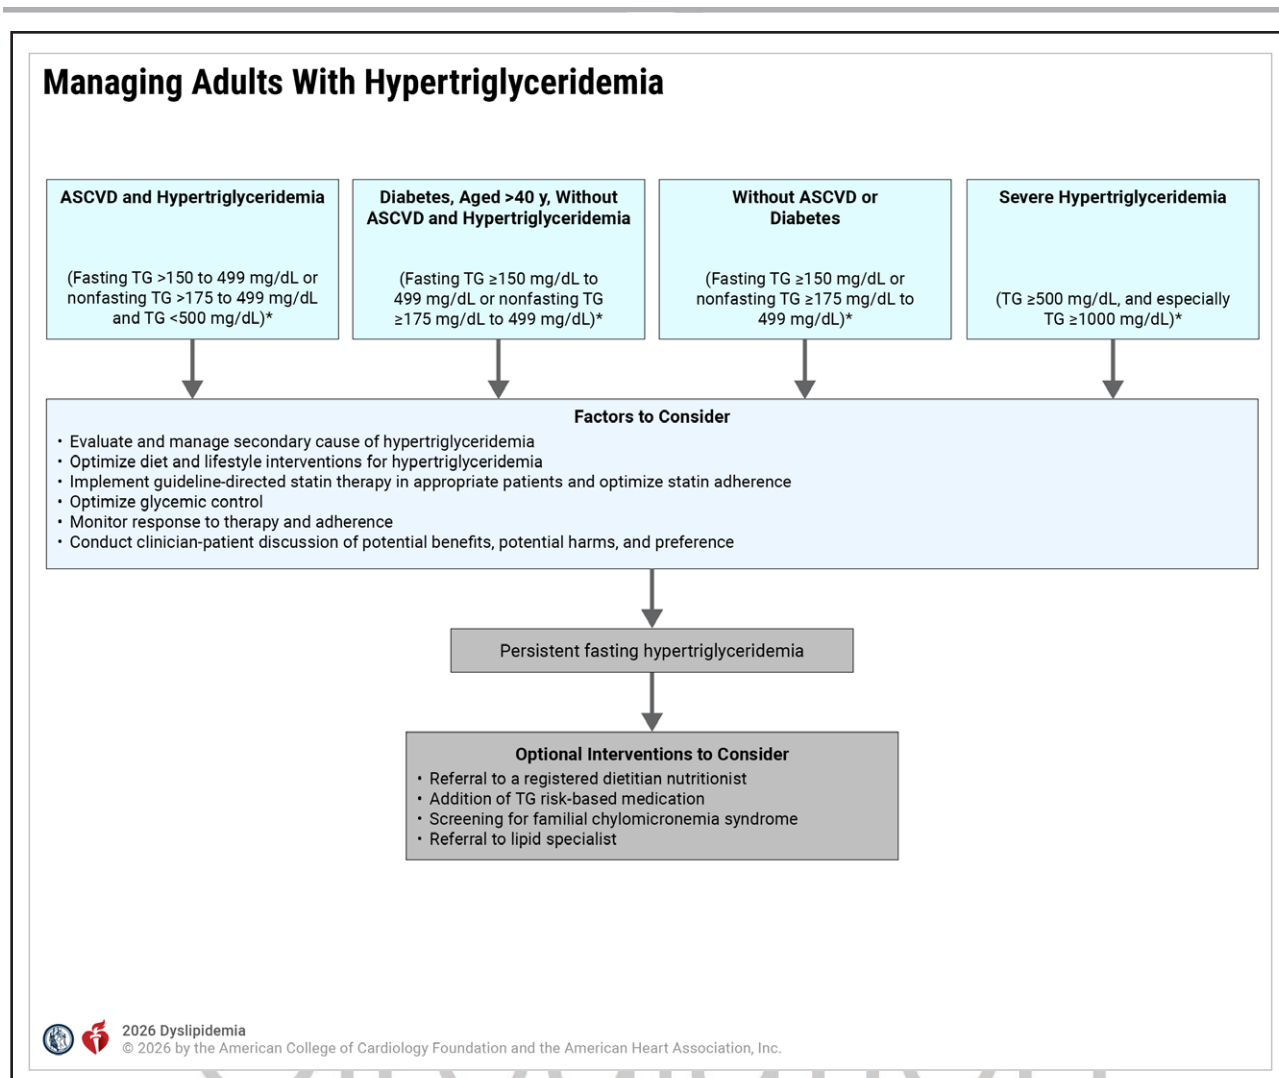 Managing Adults With Hypertriglyceridemia
ASCVD and Hypertriglyceridemia
(Fasting TG >150 to 499 mg/dL or
nonfasting TG >175 to 499 mg/dL
and TG <500 mg/dL)*
Diabetes, Aged >40 y, Without
ASCVD and Hypertriglyceridemia
(Fasting TG ≥150 mg/dL to
499 mg/dL or nonfasting TG
≥175 mg/dL to 499 mg/dL)*
Without ASCVD or
Diabetes
(Fasting TG ≥150 mg/dL or
nonfasting TG ≥175 mg/dL to
499 mg/dL)*
Severe Hypertriglyceridemia
(TG ≥500 mg/dL, and especially
TG ≥1000 mg/dL)*
Factors to Consider
• Evaluate and manage secondary cause of hypertriglyceridemia
• Optimize diet and lifestyle interventions for hypertriglyceridemia
• Implement guideline-directed statin therapy in appropriate patients and optimize statin adherence
• Optimize glycemic control
• Monitor response to therapy and adherence
• Conduct clinician-patient discussion of potential benefits, potential harms, and preference
Persistent fasting hypertriglyceridemia
Optional Interventions to Consider
• Referral to a registered dietitian nutritionist
• Addition of TG risk-based medication
• Screening for familial chylomicronemia syndrome
• Referral to lipid specialist
2026 Dyslipidemia
© 2026 by the American College of Cardiology Foundation and the American Heart Association, Inc.